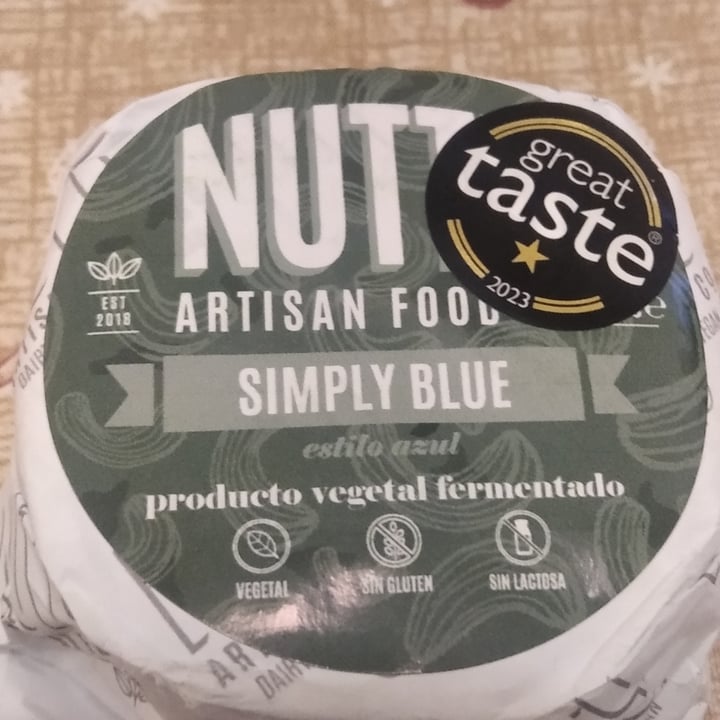 great
taste
2023
EST
2018
ARTISAN FOOD
SIMPLY BLUE
estilo azul
producto vegetal fermentado
VEGETAL
SIN GLUTEN
SIN LACTOSA